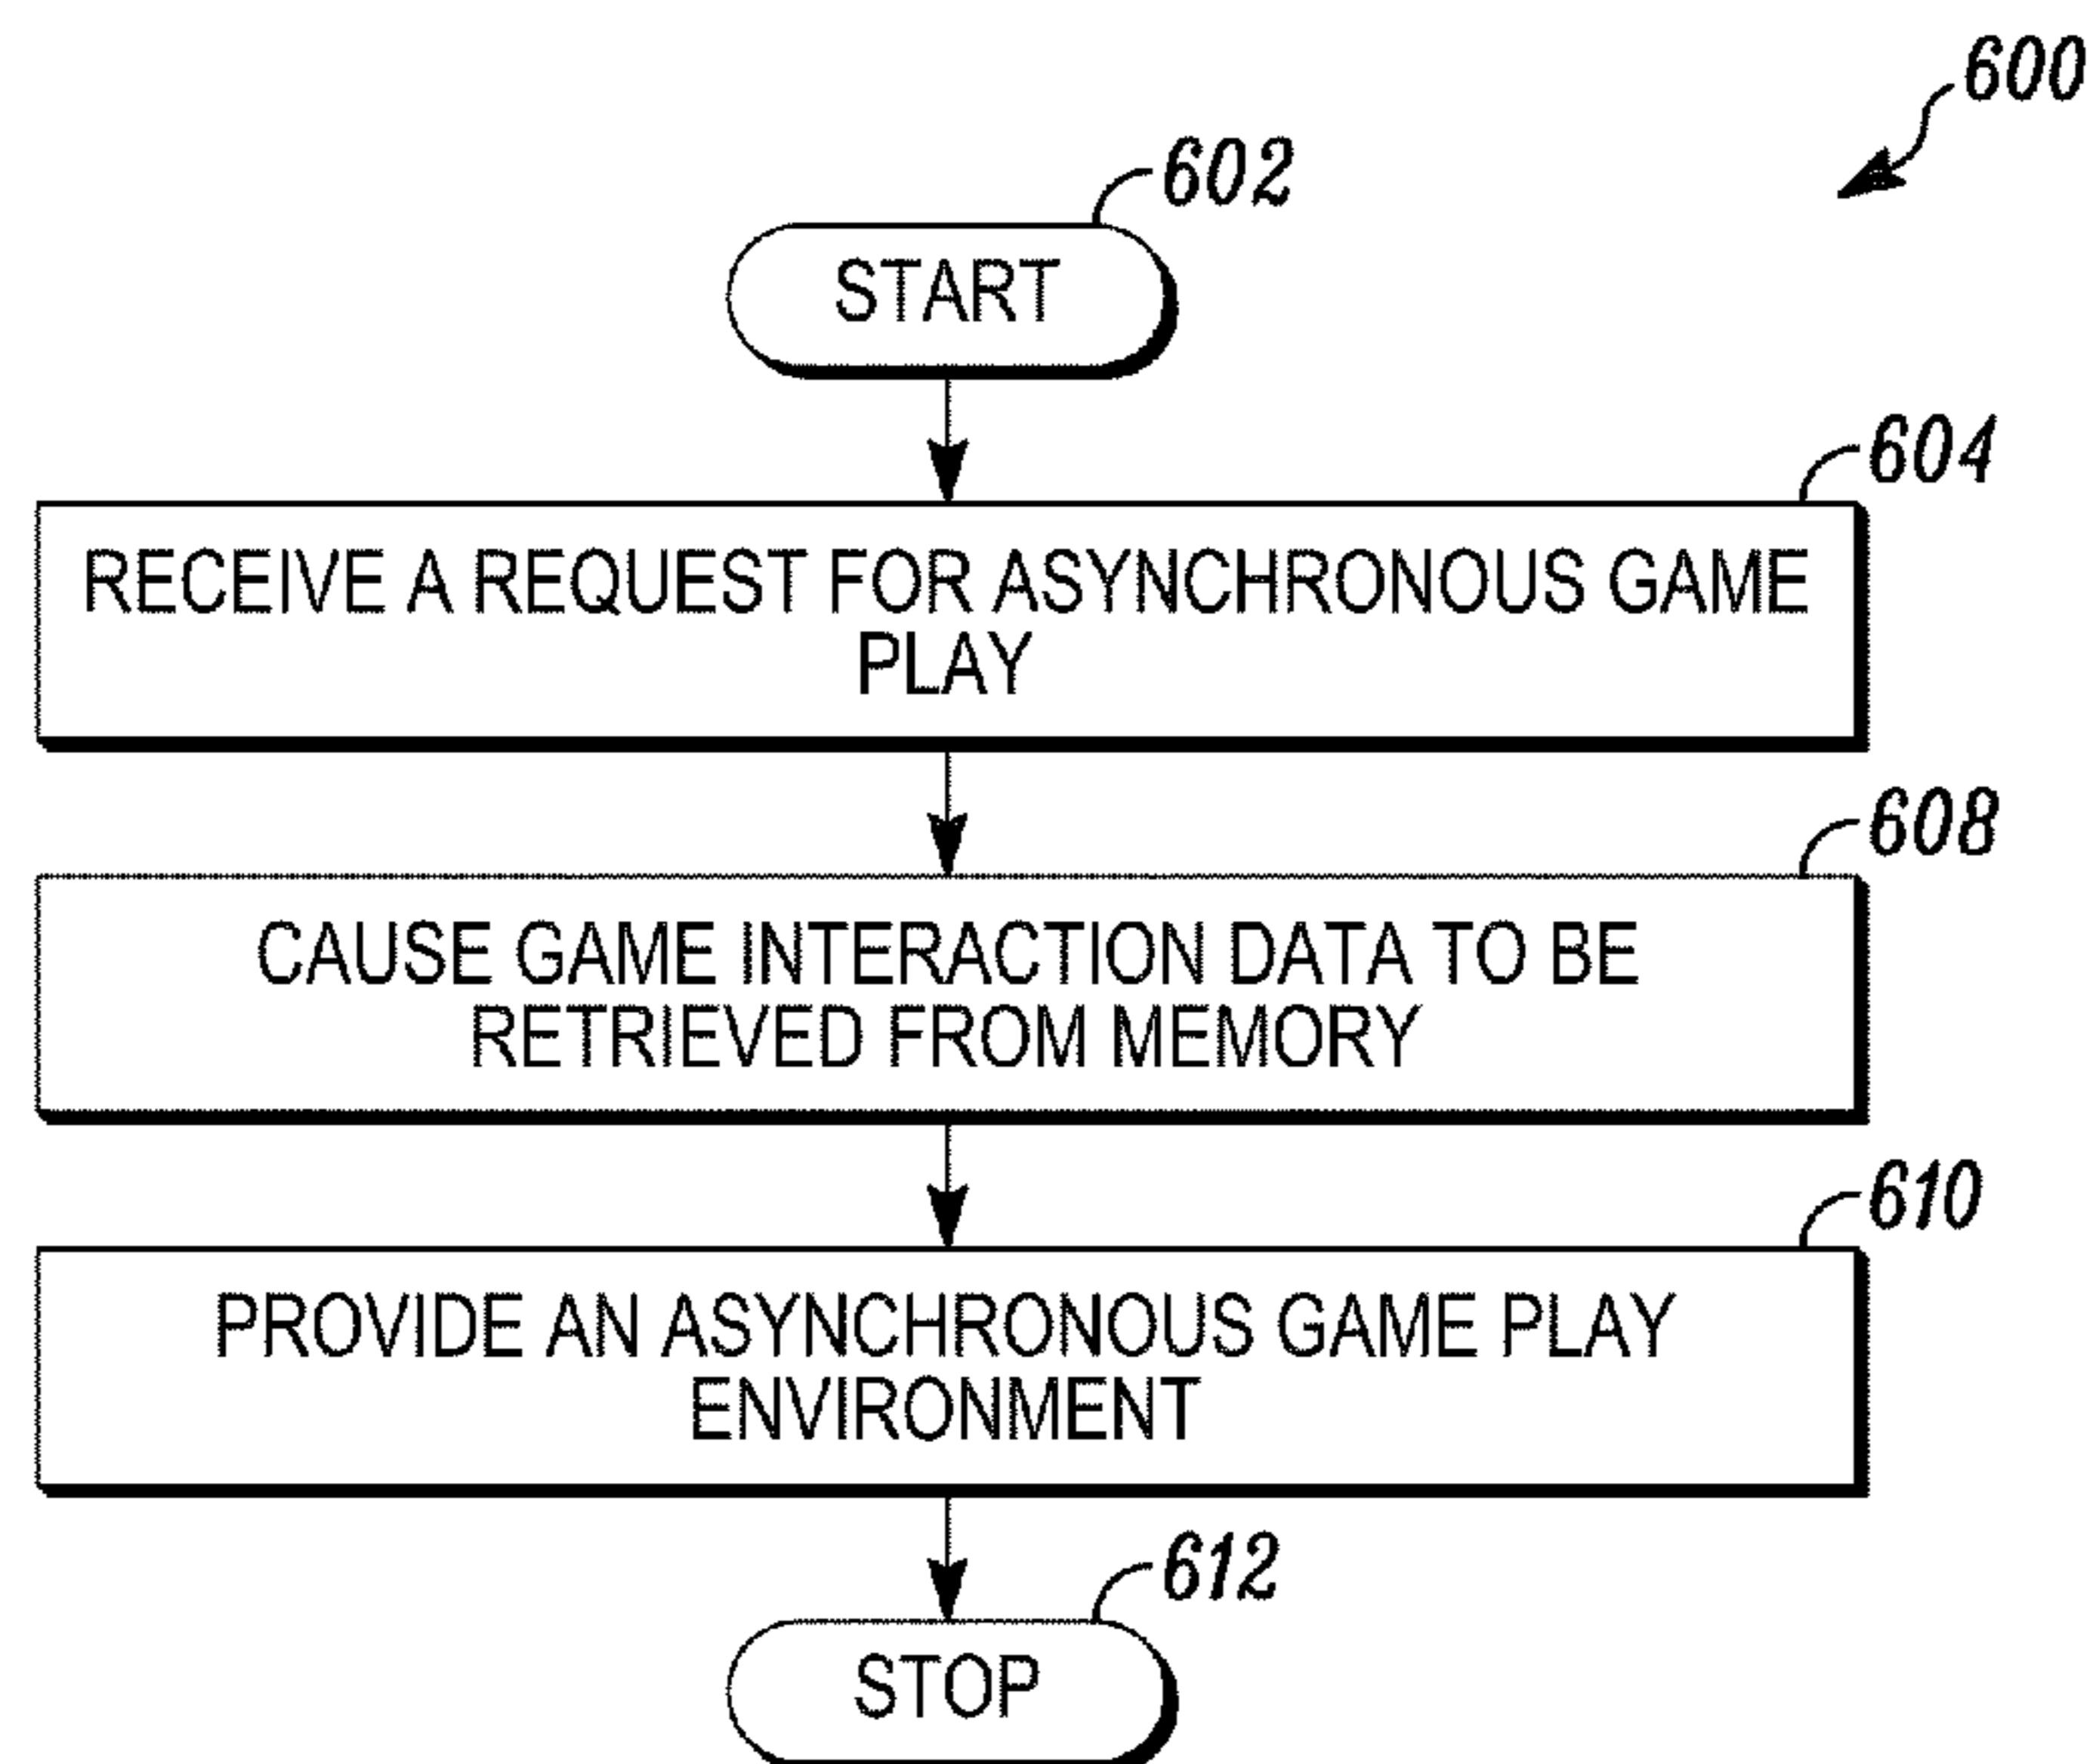 600
602
START
604
RECEIVE A REQUEST FOR ASYNCHRONOUS GAME
PLAY
608
CAUSE GAME INTERACTION DATA TO BE
RETRIEVED FROM MEMORY
610
PROVIDE AN ASYNCHRONOUS GAME PLAY
ENVIRONMENT
612
STOP